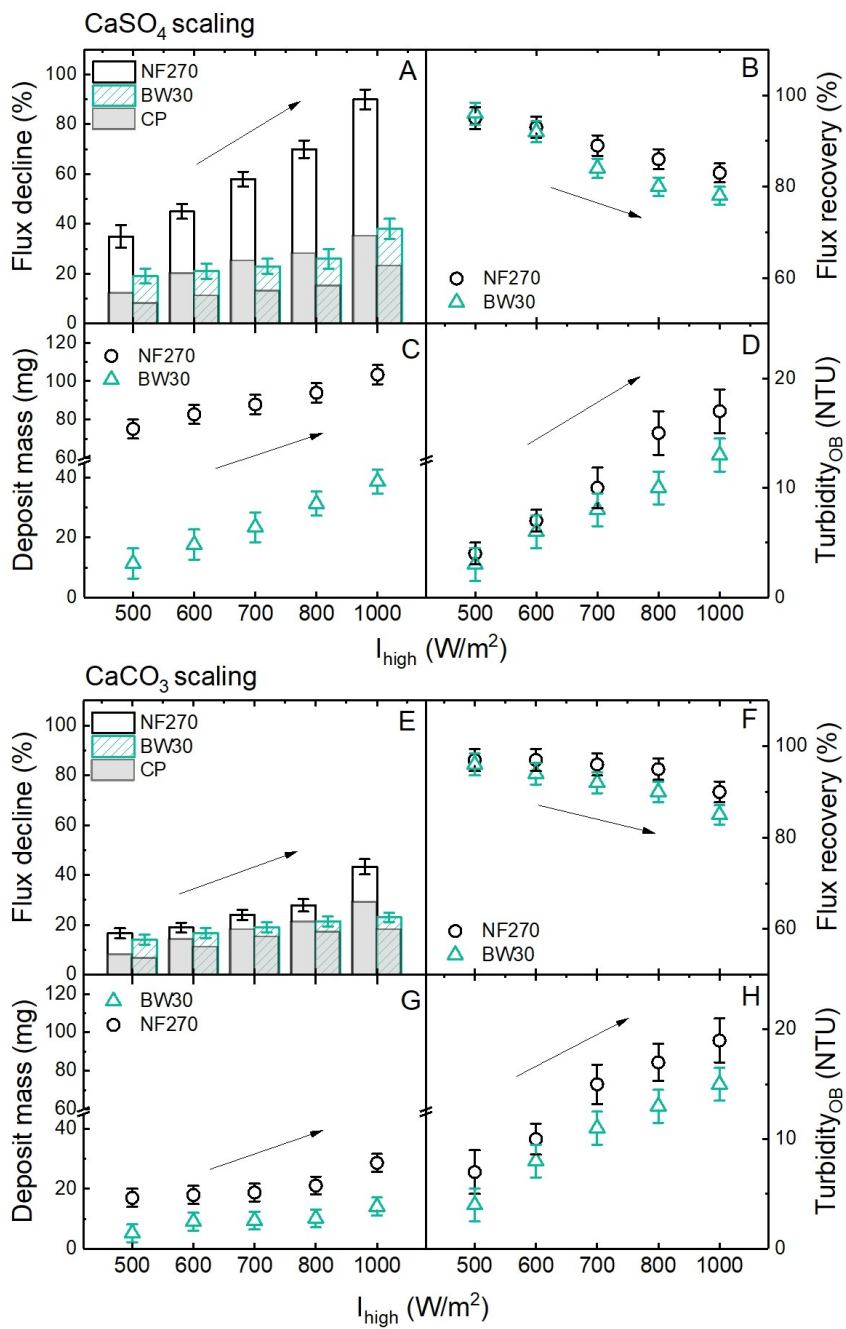 CaSO4 scaling
A
NF270
BW30
CP
Flux decline (%)
100
80
60
40
20
0
B
NF270
BW30
Flux recovery (%)
100
80
60
C
NF270
BW30
Deposit mass (mg)
120
100
80
60
40
20
0
500 600 700 800 1000
D
Turbidity_OB (NTU)
20
10
0
500 600 700 800 1000
I_high (W/m²)
CaCO3 scaling
E
NF270
BW30
CP
Flux decline (%)
100
80
60
40
20
0
F
NF270
BW30
Flux recovery (%)
100
80
60
G
BW30
NF270
Deposit mass (mg)
120
100
80
60
40
20
0
500 600 700 800 1000
H
Turbidity_OB (NTU)
20
10
0
500 600 700 800 1000
I_high (W/m²)